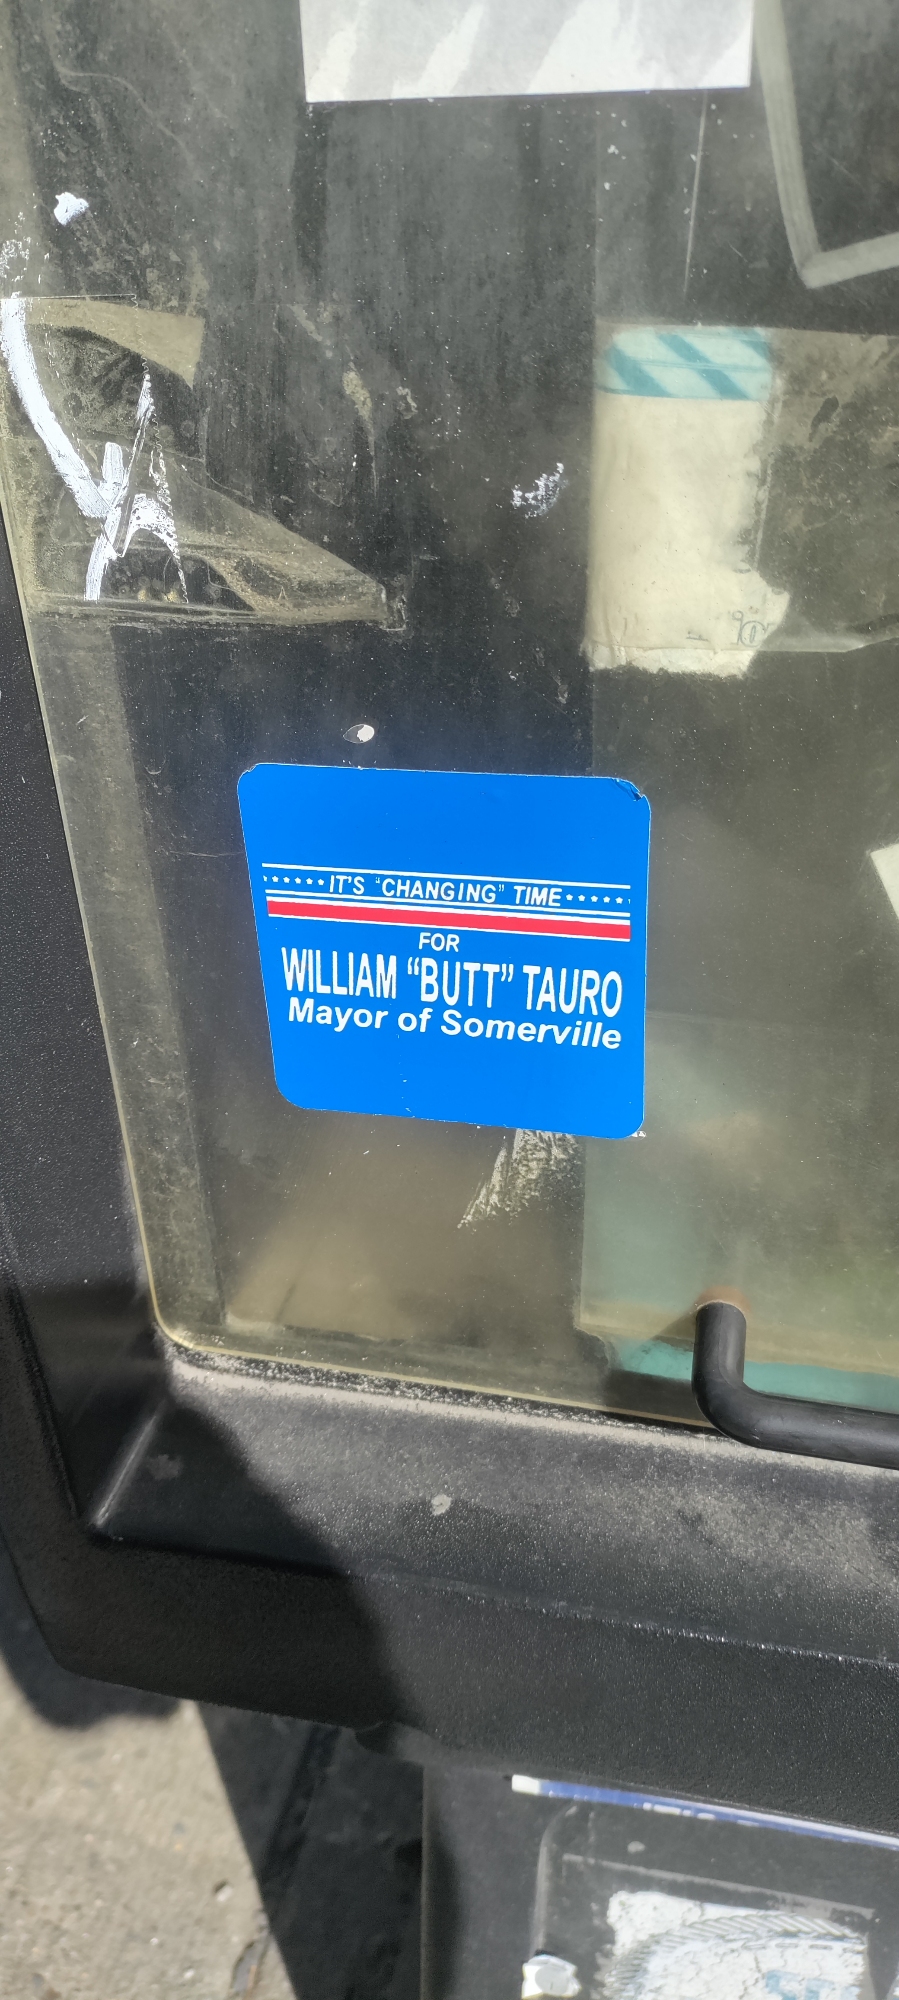 IT'S "CHANGING" TIME
FOR
WILLIAM "BUTT" TAURO
Mayor of Somerville